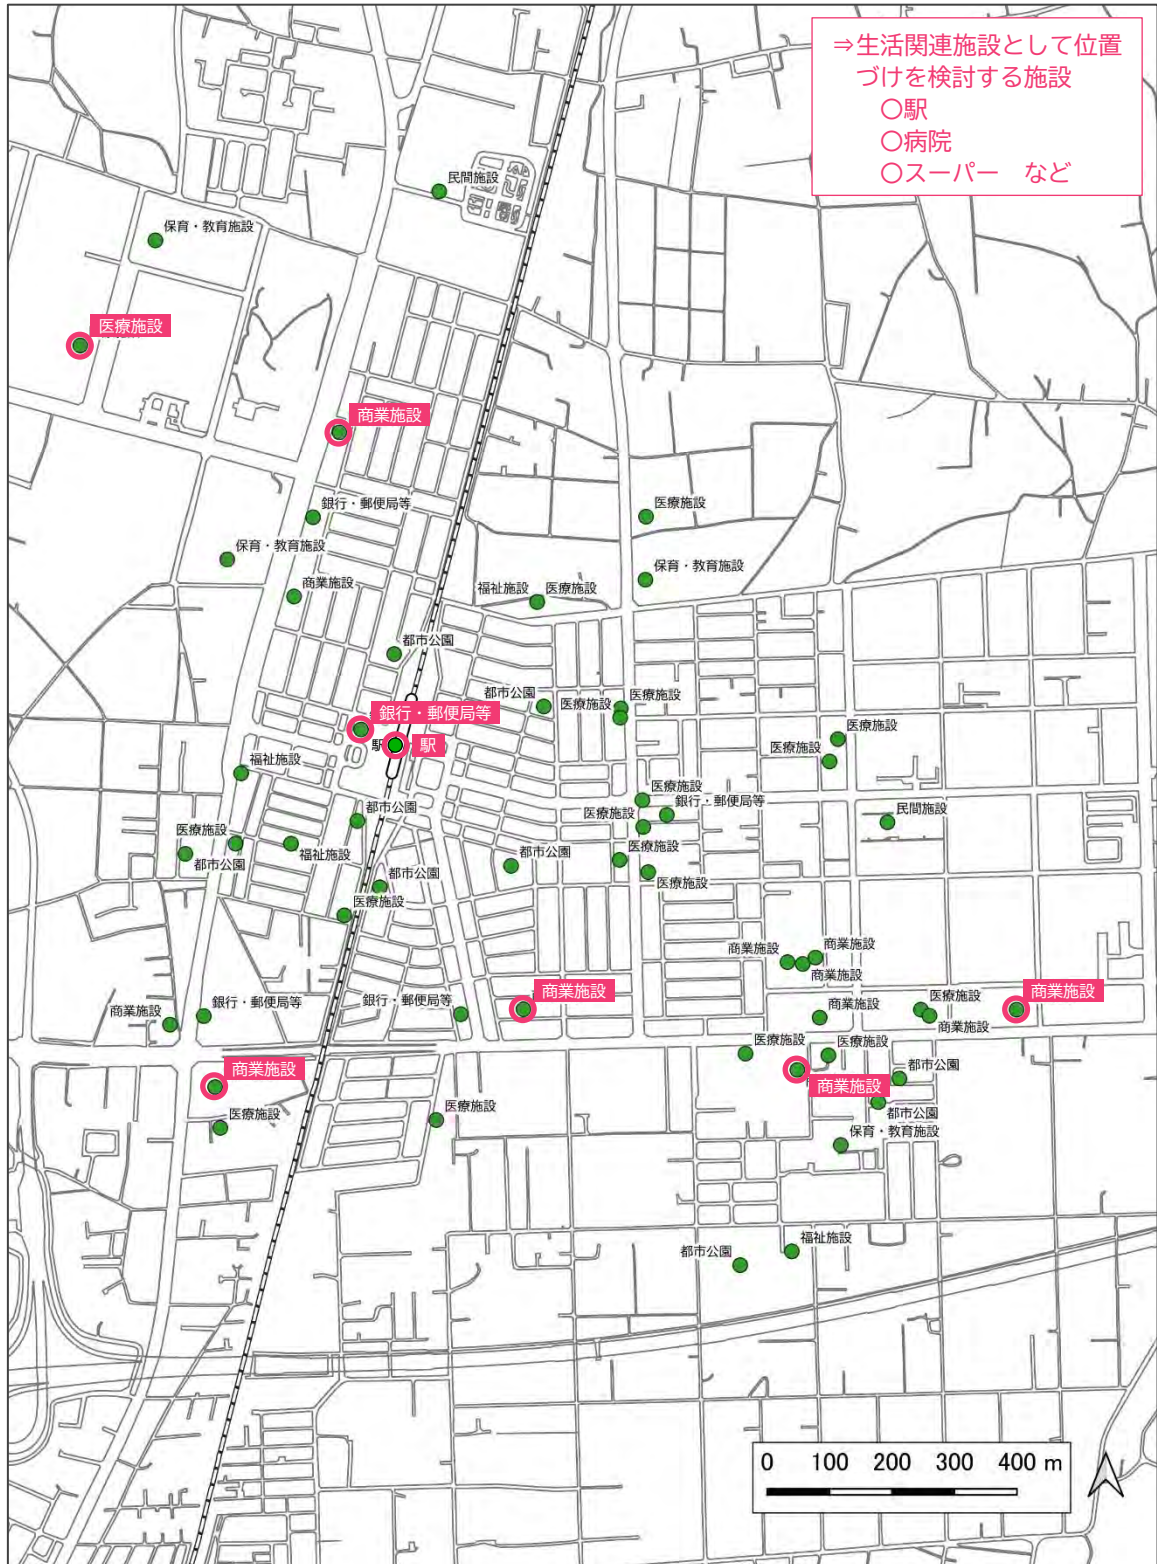 ⇒生活関連施設として位置
づけを検討する施設
〇駅
〇病院
〇スーパー など
民間施設
保育・教育施設
医療施設
商業施設
銀行・郵便局等
医療施設
保育・教育施設
保育・教育施設
商業施設
福祉施設
医療施設
都市公園
都市公園
医療施設
医療施設
銀行・郵便局等
駅
駅
医療施設
医療施設
福祉施設
医療施設
銀行・郵便局等
都市公園
医療施設
民間施設
医療施設
都市公園
福祉施設
都市公園
医療施設
医療施設
都市公園
医療施設
商業施設
商業施設
商業施設
商業施設
銀行・郵便局等
銀行・郵便局等
商業施設
商業施設
医療施設
商業施設
商業施設
医療施設
医療施設
商業施設
商業施設
都市公園
都市公園
医療施設
医療施設
保育・教育施設
福祉施設
都市公園
0 100 200 300 400 m